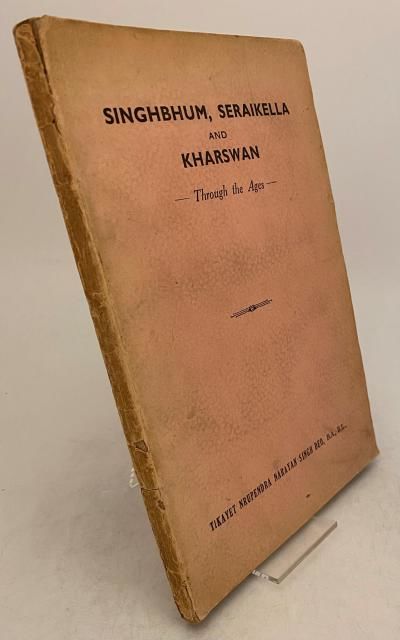 SINGHBHUM, SERAIKELLA
AND
KHARSWAN
— Through the Ages —
TIKAYET NRUPENDRA NARAYAN SINGH DEO, B.A., B.L.